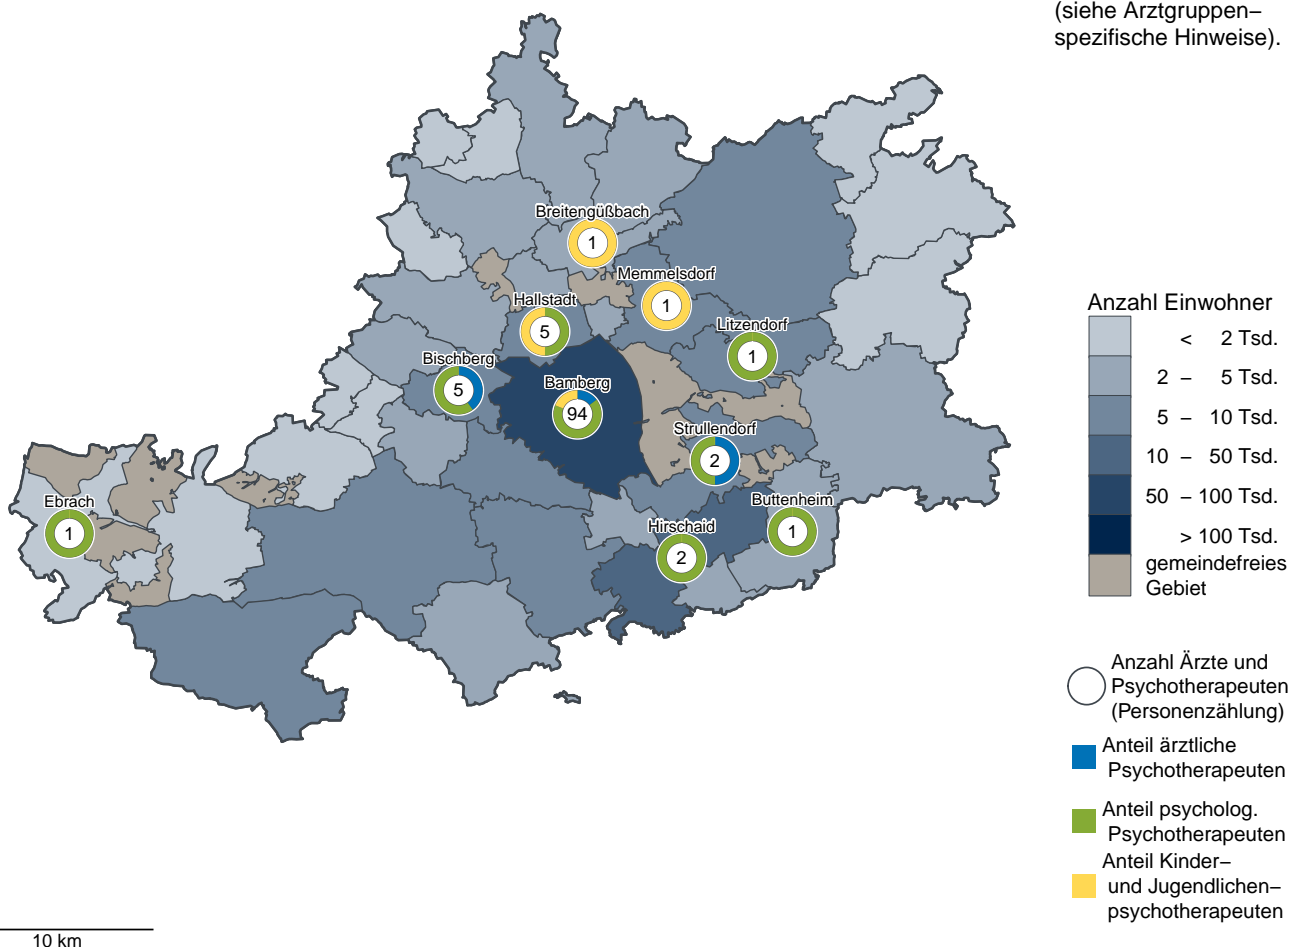 (siehe Arztgruppen–
spezifische Hinweise).
Breitengüßbach
1
Memmelsdorf
1
Hallstadt
5
Litzendorf
1
Bischberg
5
Bamberg
94
Strullendorf
2
Ebrach
1
Buttenheim
1
Hirschaid
2
Anzahl Einwohner
< 2 Tsd.
2 – 5 Tsd.
5 – 10 Tsd.
10 – 50 Tsd.
50 – 100 Tsd.
> 100 Tsd.
gemeindefreies
Gebiet
Anzahl Ärzte und
Psychotherapeuten
(Personenzählung)
Anteil ärztliche
Psychotherapeuten
Anteil psycholog.
Psychotherapeuten
Anteil Kinder–
und Jugendlichen–
psychotherapeuten
10 km